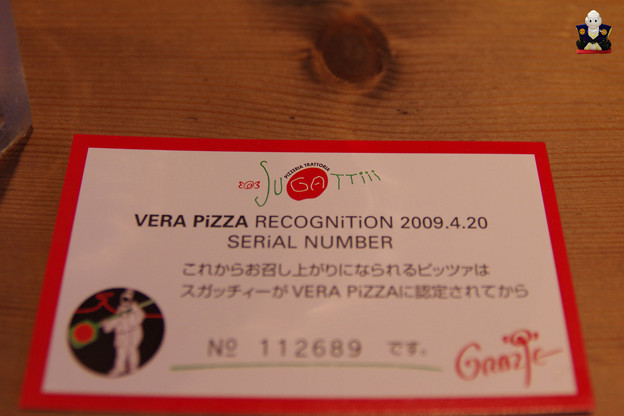 PIZZERIA TRATTORIA
SUGATTiii
VERA PiZZA RECOGNiTiON 2009.4.20
SERiAL NUMBER
これからお召し上がりになられるピッツァは
スガッチィーが VERA PiZZAに認定されてから
No 112689 です。
Grazie